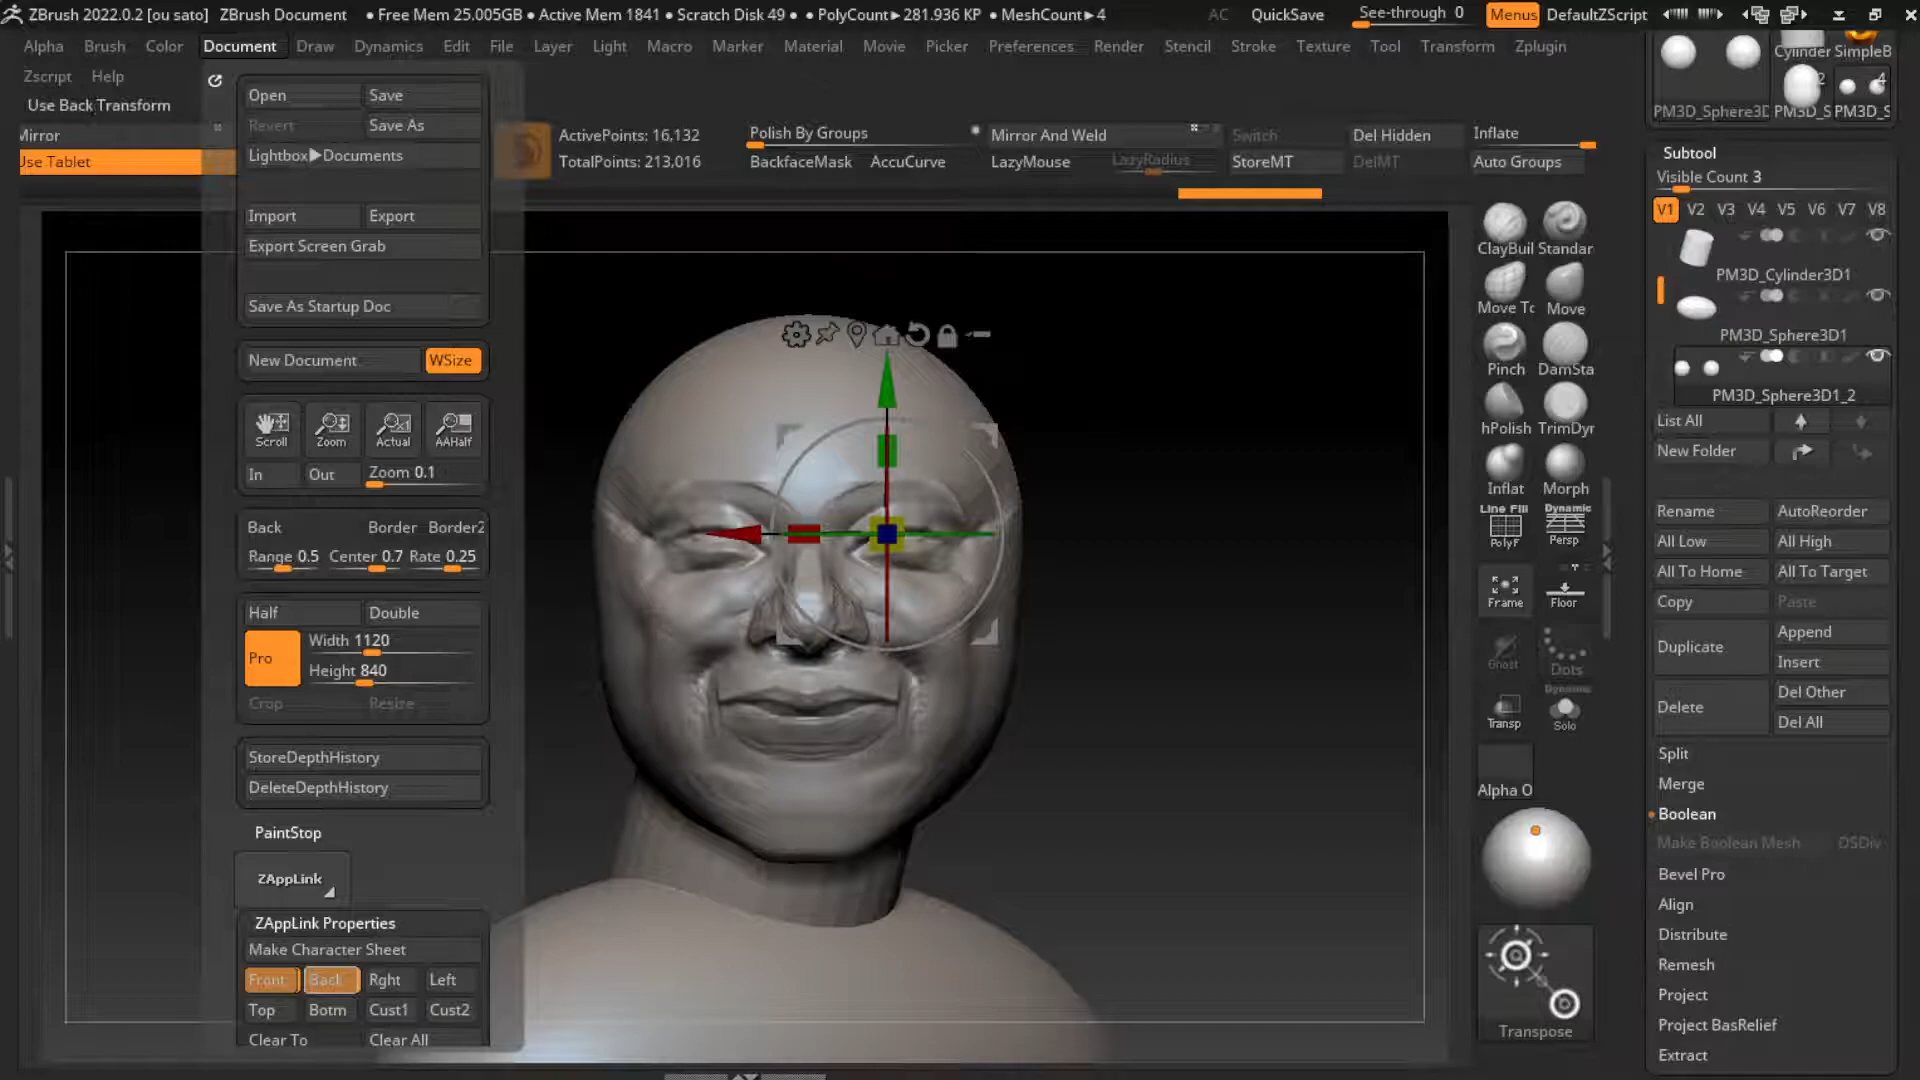 ZBrush 2022.0.2 [ou sato] ZBrush Document • Free Mem 25.005GB • Active Mem 1841 • Scratch Disk 49 • • PolyCount▸281.936 KP • MeshCount▸4 AC QuickSave See-through 0 Menus DefaultZScript
Alpha Brush Color Document Draw Dynamics Edit File Layer Light Macro Marker Material Movie Picker Preferences Render Stencil Stroke Texture Tool Transform Zplugin
Zscript Help
Use Back Transform
Mirror
Use Tablet
Open Save
Revert Save As
Lightbox▶Documents
Import Export
Export Screen Grab
Save As Startup Doc
New Document WSize
Scroll Zoom Actual AAHalf
In Out Zoom 0.1
Back Border Border2
Range 0.5 Center 0.7 Rate 0.25
Half Double
Pro Width 1120
Height 840
Crop Resize
StoreDepthHistory
DeleteDepthHistory
PaintStop
ZAppLink
ZAppLink Properties
Make Character Sheet
Front Back Rght Left
Top Botm Cust1 Cust2
Clear To Clear All
ActivePoints: 16,132
TotalPoints: 213,016
Polish By Groups Mirror And Weld Switch Del Hidden Inflate
BackfaceMask AccuCurve LazyMouse LazyRadius StoreMT DelMT Auto Groups
ClayBuil Standar
Move To Move
Pinch DamSta
hPolish TrimDyr
Inflat Morph
Line Fill Dynamic
PolyF Persp
Frame Floor
Ghost Dots
Dynamic
Transp Solo
Alpha O
Transpose
Cylinder SimpleB
2 4
PM3D_Sphere3D PM3D_S PM3D_S
Subtool
Visible Count 3
V1 V2 V3 V4 V5 V6 V7 V8
PM3D_Cylinder3D1
PM3D_Sphere3D1
PM3D_Sphere3D1_2
List All
New Folder
Rename AutoReorder
All Low All High
All To Home All To Target
Copy Paste
Duplicate Append
Insert
Delete Del Other
Del All
Split
Merge
Boolean
Make Boolean Mesh DSDiv
Bevel Pro
Align
Distribute
Remesh
Project
Project BasRelief
Extract